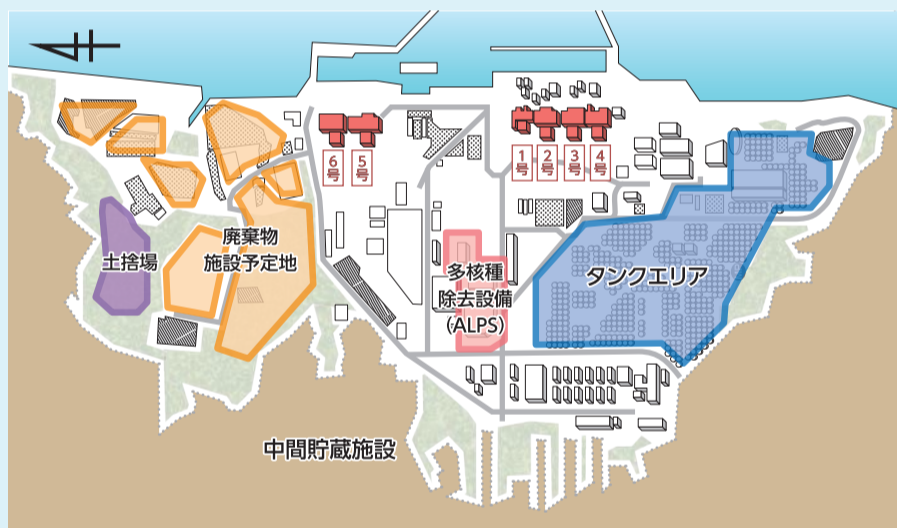 6号
5号
1号
2号
3号
4号
土捨場
廃棄物
施設予定地
多核種
除去設備
(ALPS)
タンクエリア
中間貯蔵施設